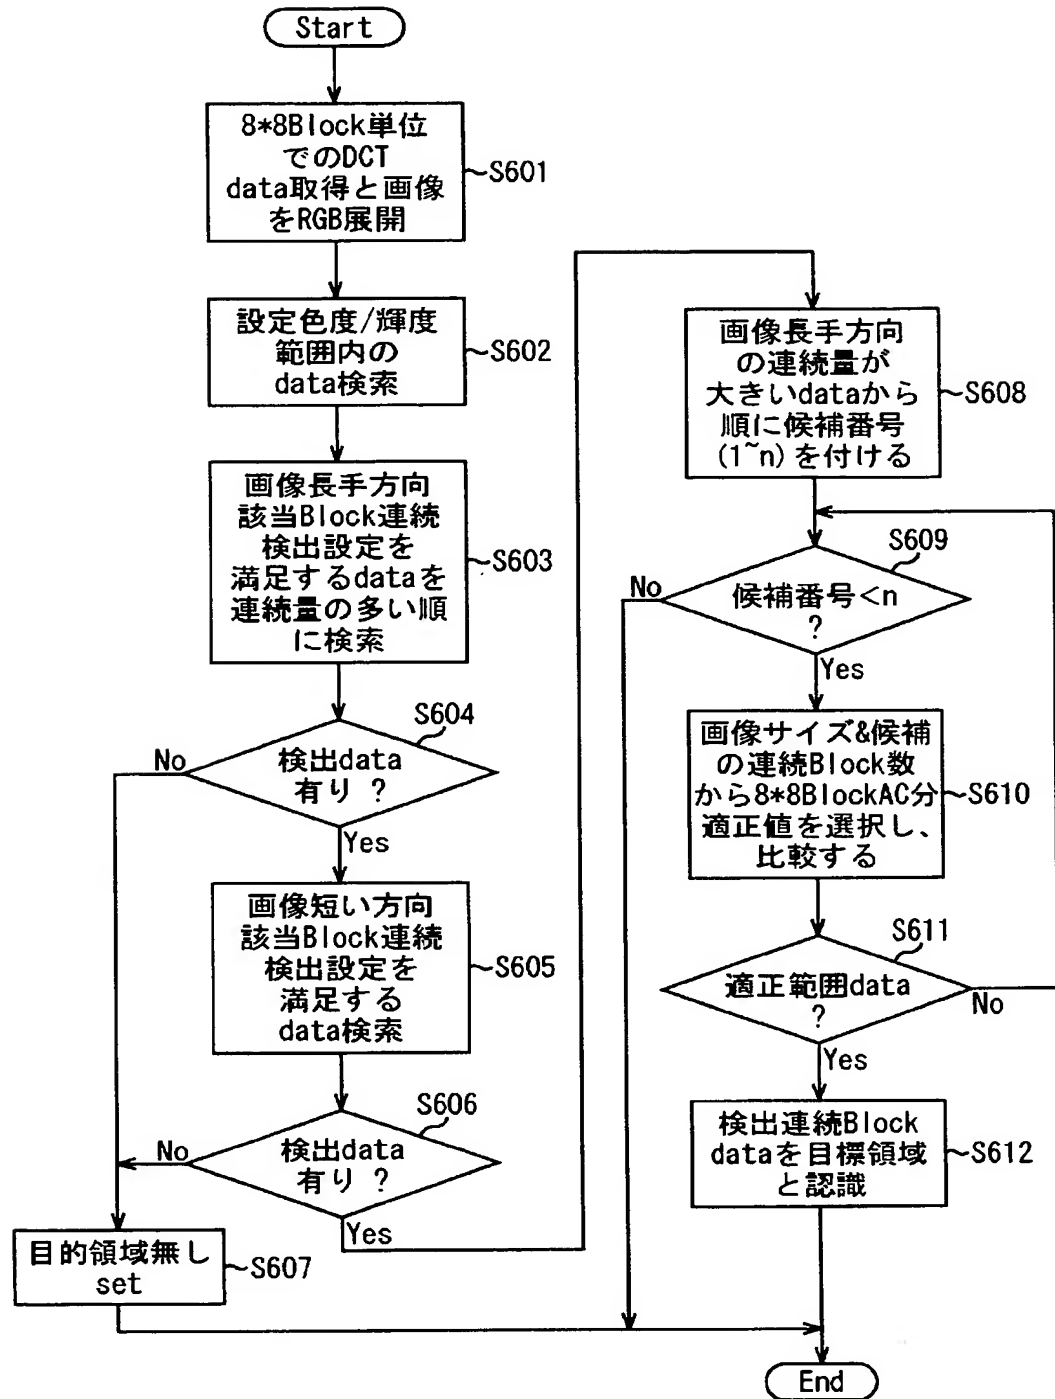 Start
8*8Block単位
でのDCT
data取得と画像
をRGB展開
S601
設定色度/輝度
範囲内の
data検索
S602
画像長手方向
該当Block連続
検出設定を
満足するdataを
連続量の多い順
に検索
S603
S604
検出data
有り ?
No
Yes
画像短い方向
該当Block連続
検出設定を
満足する
data検索
S605
S606
検出data
有り ?
No
Yes
目的領域無し
set
S607
画像長手方向
の連続量が
大きいdataから
順に候補番号
(1~n)を付ける
S608
S609
候補番号<n
?
No
Yes
画像サイズ&候補
の連続Block数
から8*8BlockAC分
適正値を選択し、
比較する
S610
S611
適正範囲data
?
No
Yes
検出連続Block
dataを目標領域
と認識
S612
End